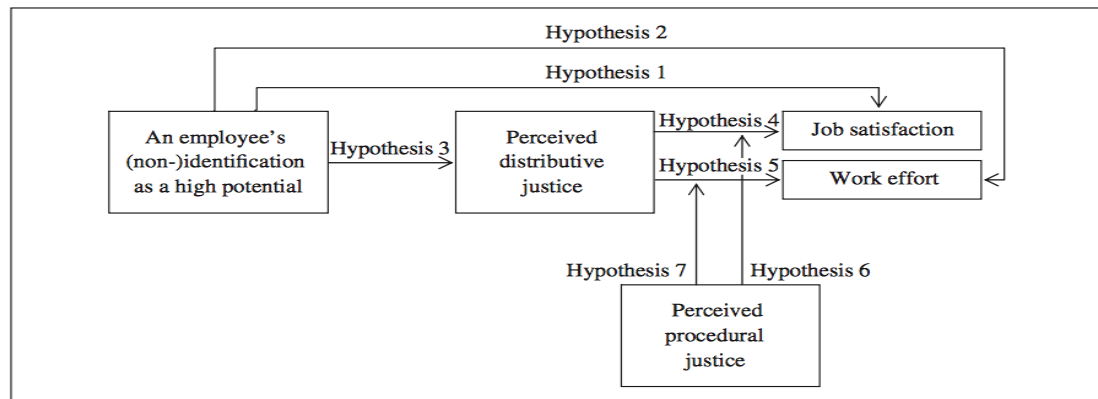 Hypothesis 2
Hypothesis 1
An employee's
(non-)identification
as a high potential
Hypothesis 3
Perceived
distributive
justice
Hypothesis 4
Hypothesis 5
Job satisfaction
Work effort
Hypothesis 7
Hypothesis 6
Perceived
procedural
justice